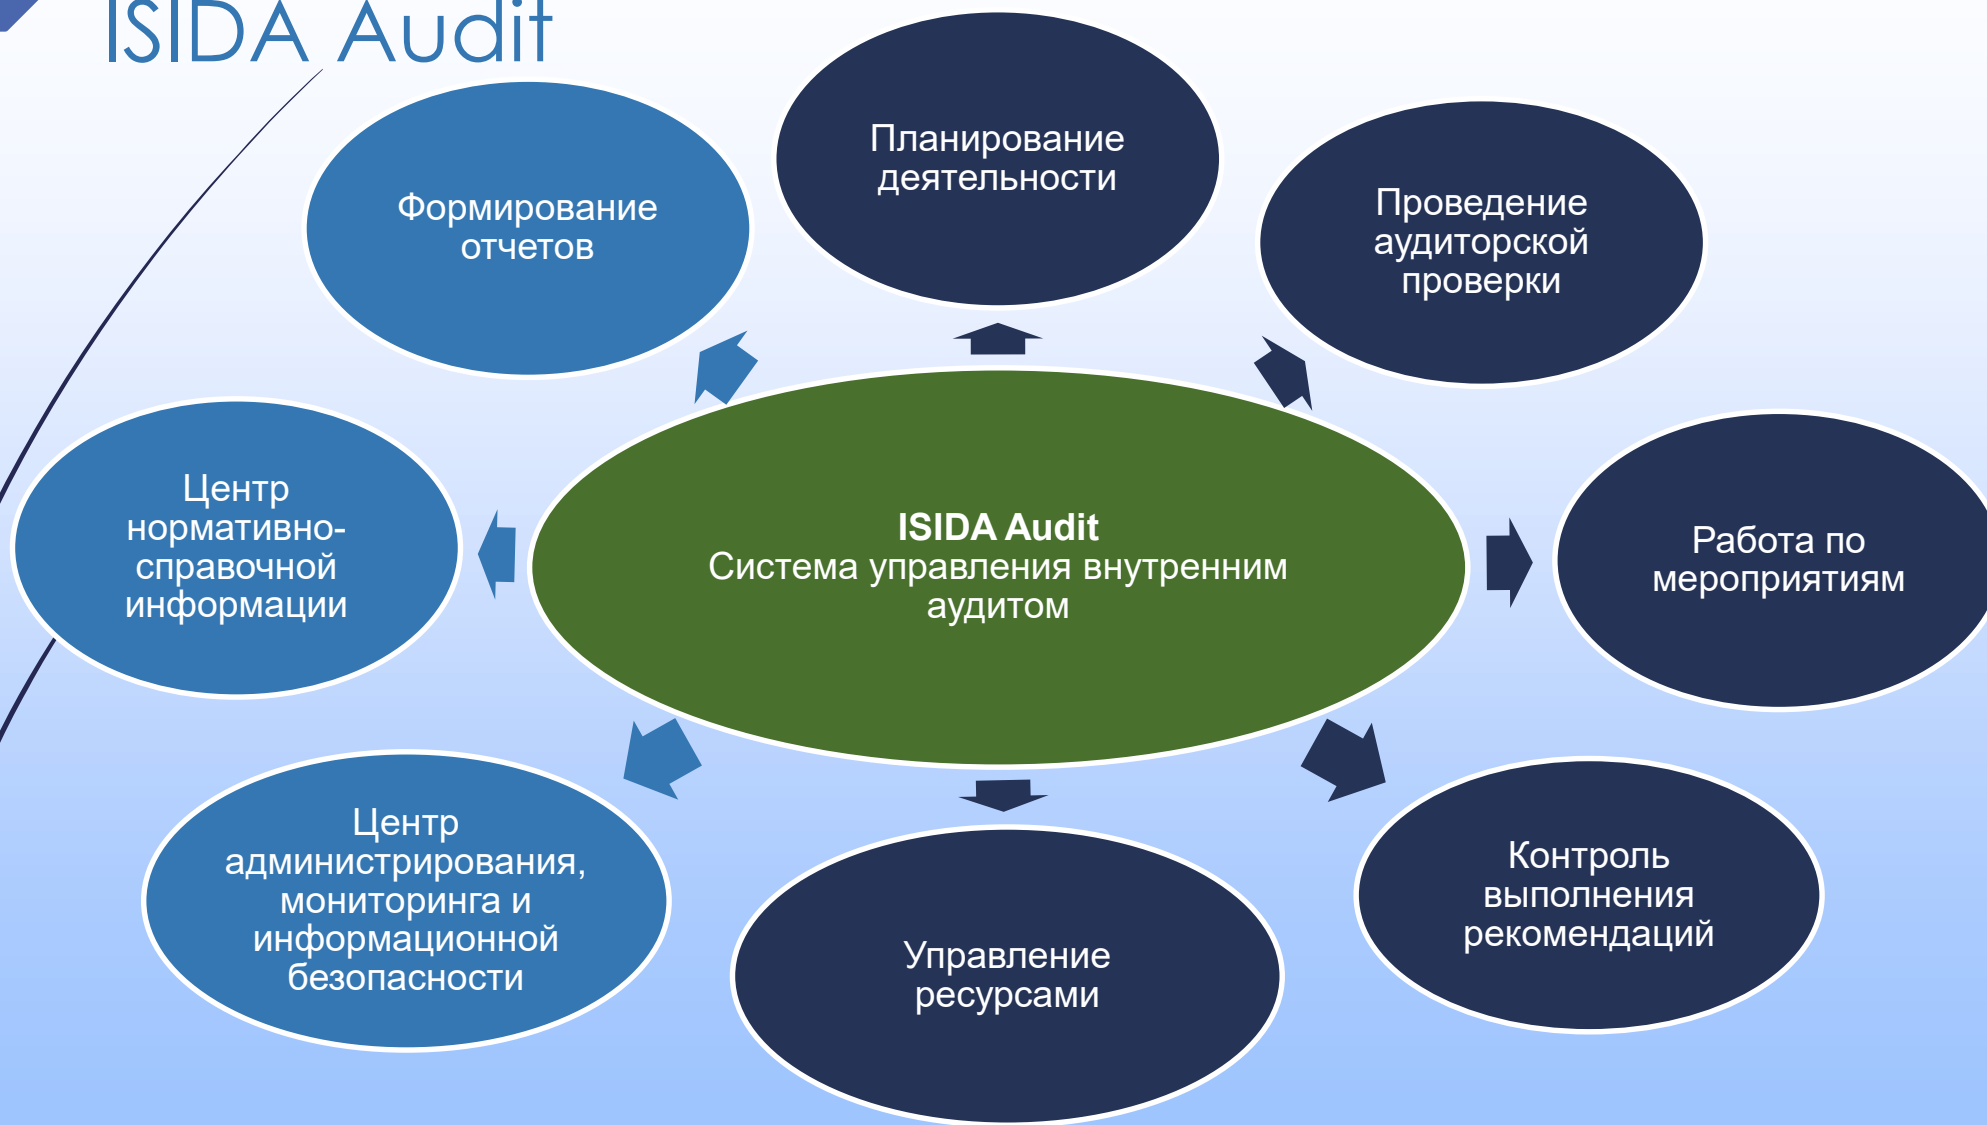 ISIDA Audit
Планирование
деятельности
Проведение
аудиторской
проверки
Формирование
отчетов
Центр
нормативно-
справочной
информации
ISIDA Audit
Система управления внутренним
аудитом
Работа по
мероприятиям
Центр
администрирования,
мониторинга и
информационной
безопасности
Управление
ресурсами
Контроль
выполнения
рекомендаций